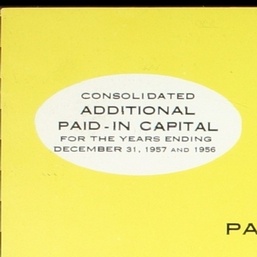 CONSOLIDATED
ADDITIONAL
PAID-IN CAPITAL
FOR THE YEARS ENDING
DECEMBER 31, 1957 AND 1956
PA